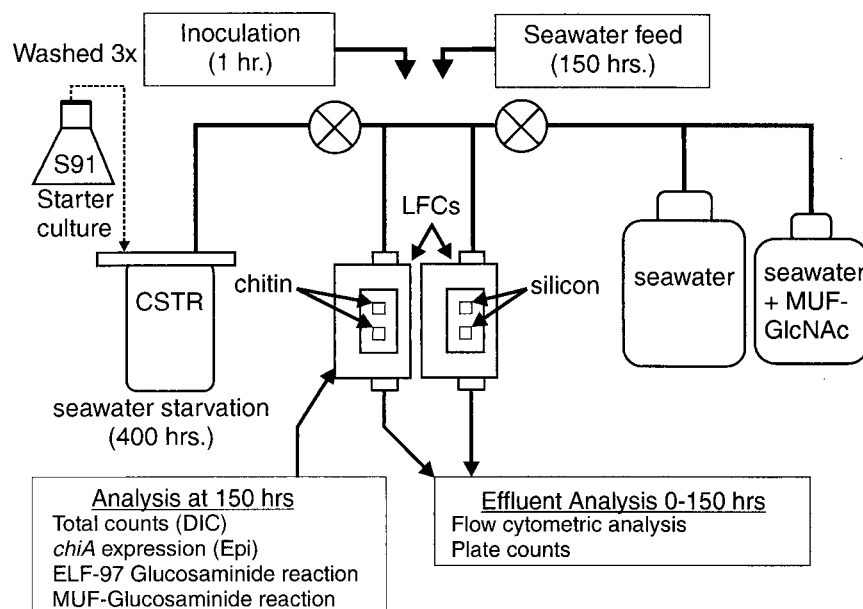 Washed 3x
Inoculation
(1 hr.)
Seawater feed
(150 hrs.)
S91
Starter
culture
LFCs
CSTR
chitin
silicon
seawater
seawater
+ MUF-
GlcNAc
seawater starvation
(400 hrs.)
Analysis at 150 hrs
Total counts (DIC)
chiA expression (Epi)
ELF-97 Glucosaminide reaction
MUF-Glucosaminide reaction
Effluent Analysis 0-150 hrs
Flow cytometric analysis
Plate counts